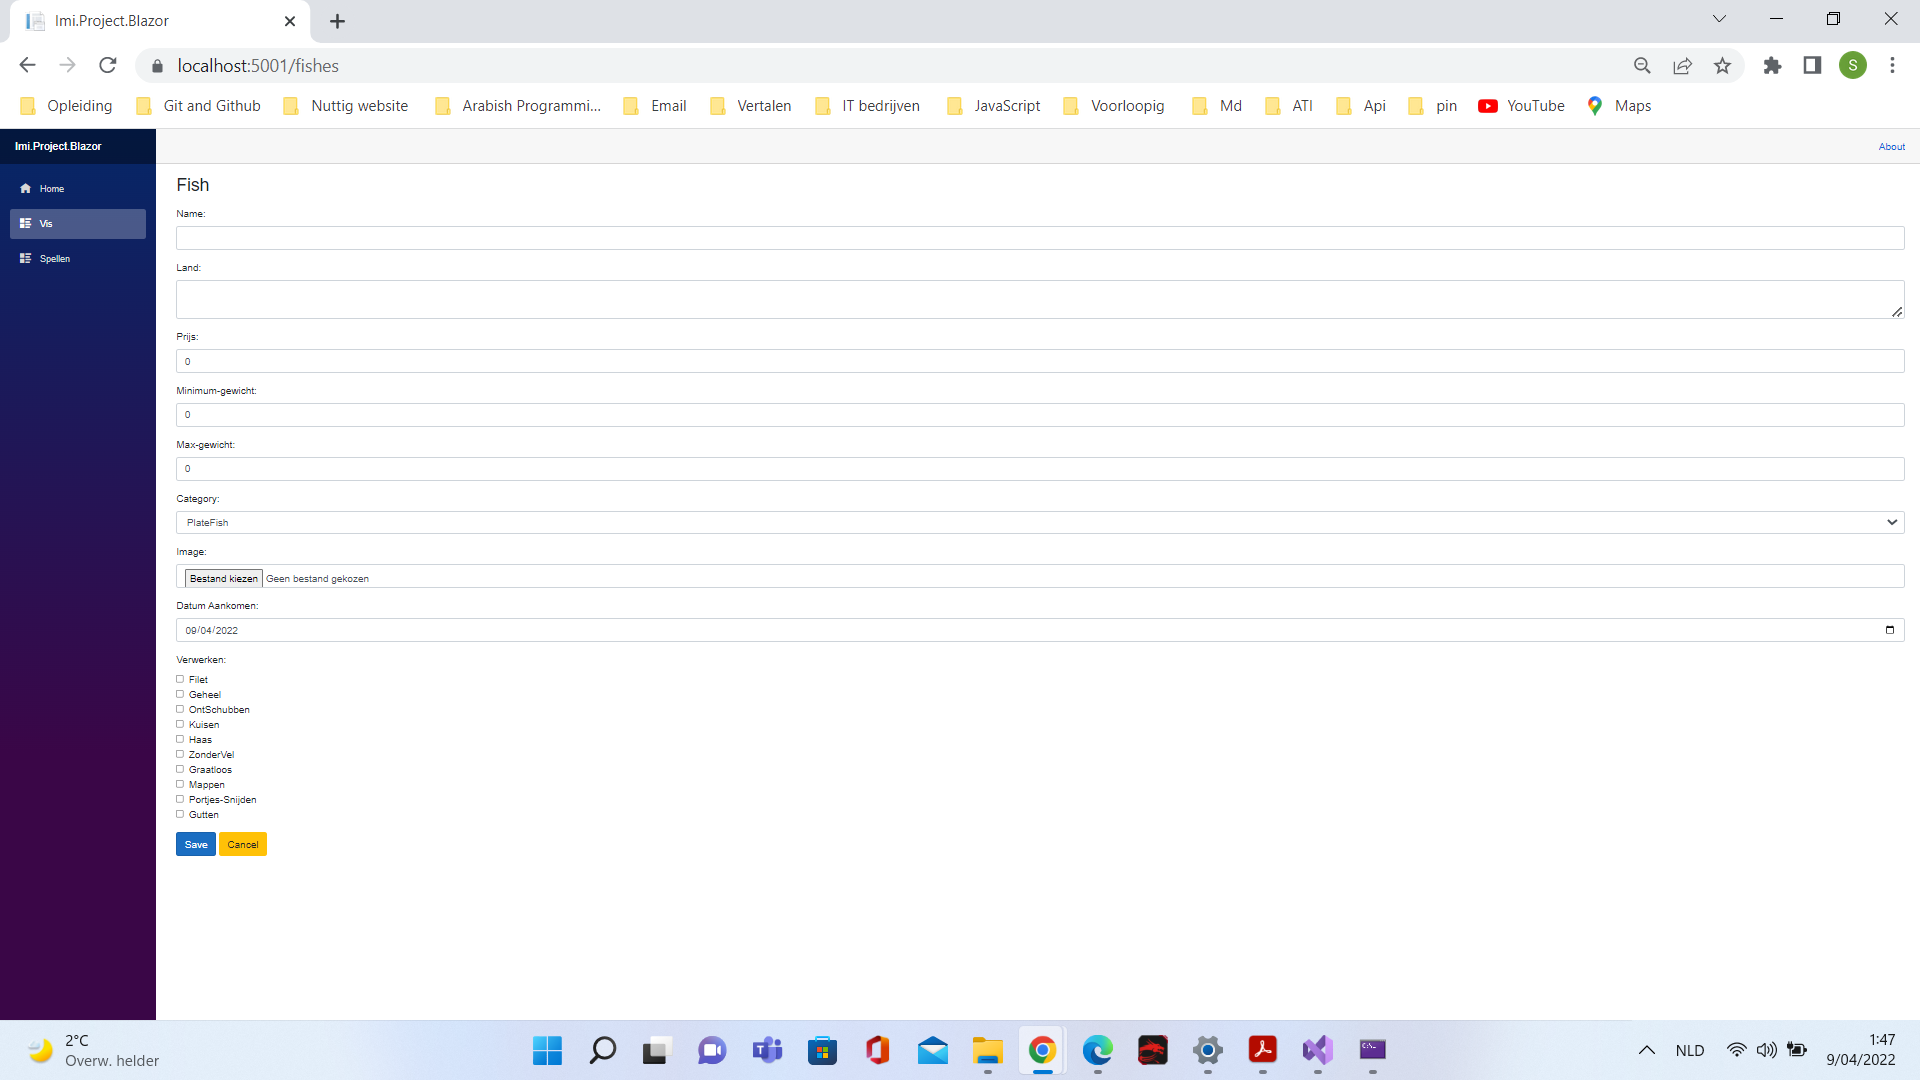 Imi.Project.Blazor
localhost:5001/fishes
S
Opleiding Git and Github Nuttig website Arabish Programmi... Email Vertalen IT bedrijven JavaScript Voorloopig Md ATI Api pin YouTube Maps
Imi.Project.Blazor
About
Home
Vis
Spellen
Fish
Name:
Land:
Prijs:
0
Minimum-gewicht:
0
Max-gewicht:
0
Category:
PlateFish
Image:
Bestand kiezen Geen bestand gekozen
Datum Aankomen:
09/04/2022
Verwerken:
Filet
Geheel
OntSchubben
Kuisen
Haas
ZonderVel
Graatloos
Mappen
Portjes-Snijden
Gutten
Save Cancel
2°C
Overw. helder
NLD
1:47
9/04/2022